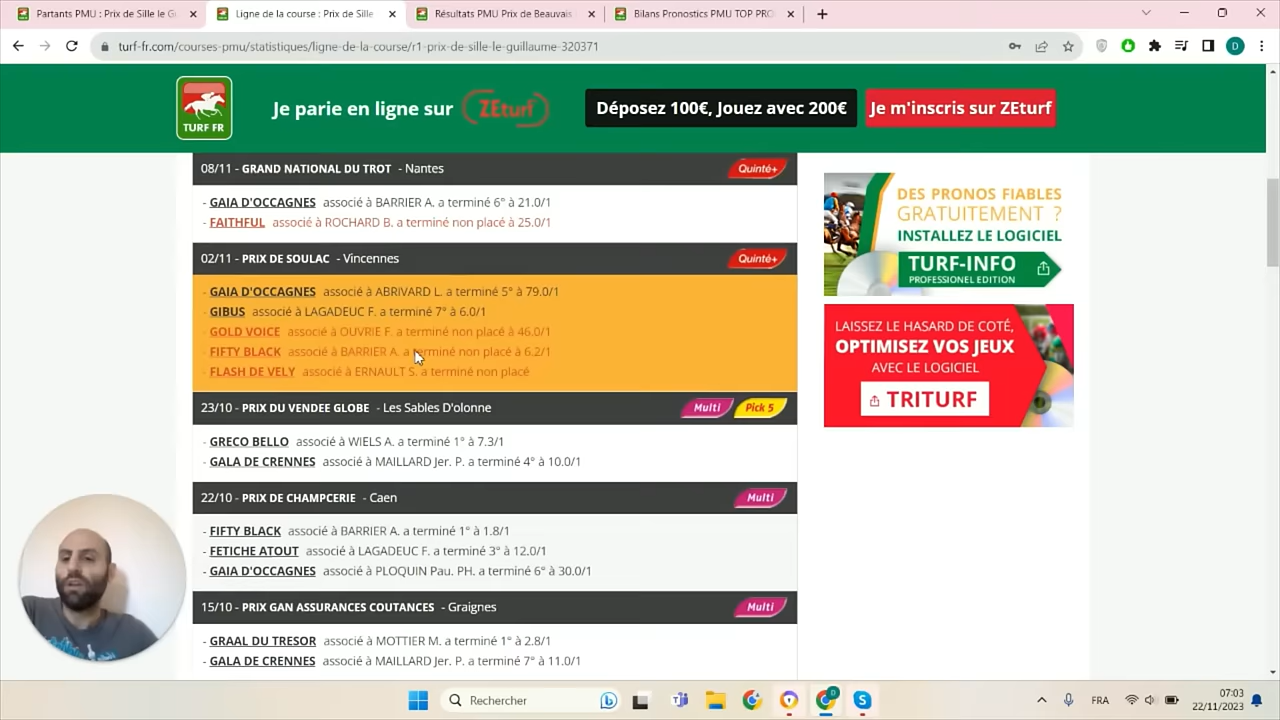 Partants PMU : Prix de Sille le G
Ligne de la course : Prix de Sille
Résultats PMU Prix de Beauvais
Bilans Pronostics PMU TOP PRO
turf-fr.com/courses-pmu/statistiques/ligne-de-la-course/r1-prix-de-sille-le-guillaume-320371
D
TURF FR
Je parie en ligne sur ZEturf
Déposez 100€, Jouez avec 200€
Je m'inscris sur ZEturf
08/11 - GRAND NATIONAL DU TROT - Nantes Quinté+
- GAIA D'OCCAGNES associé à BARRIER A. a terminé 6° à 21.0/1
- FAITHFUL associé à ROCHARD B. a terminé non placé à 25.0/1
02/11 - PRIX DE SOULAC - Vincennes Quinté+
- GAIA D'OCCAGNES associé à ABRIVARD L. a terminé 5° à 79.0/1
- GIBUS associé à LAGADEUC F. a terminé 7° à 6.0/1
- GOLD VOICE associé à OUVRIE F. a terminé non placé à 46.0/1
- FIFTY BLACK associé à BARRIER A. a terminé non placé à 6.2/1
- FLASH DE VELY associé à ERNAULT S. a terminé non placé
23/10 - PRIX DU VENDEE GLOBE - Les Sables D'olonne Multi Pick 5
- GRECO BELLO associé à WIELS A. a terminé 1° à 7.3/1
- GALA DE CRENNES associé à MAILLARD Jer. P. a terminé 4° à 10.0/1
22/10 - PRIX DE CHAMPCERIE - Caen Multi
- FIFTY BLACK associé à BARRIER A. a terminé 1° à 1.8/1
- FETICHE ATOUT associé à LAGADEUC F. a terminé 3° à 12.0/1
- GAIA D'OCCAGNES associé à PLOQUIN Pau. PH. a terminé 6° à 30.0/1
15/10 - PRIX GAN ASSURANCES COUTANCES - Graignes Multi
- GRAAL DU TRESOR associé à MOTTIER M. a terminé 1° à 2.8/1
- GALA DE CRENNES associé à MAILLARD Jer. P. a terminé 7° à 11.0/1
DES PRONOS FIABLES
GRATUITEMENT ?
INSTALLEZ LE LOGICIEL
TURF-INFO
PROFESSIONEL EDITION
LAISSEZ LE HASARD DE COTÉ,
OPTIMISEZ VOS JEUX
AVEC LE LOGICIEL
TRITURF
Rechercher
FRA
07:03
22/11/2023